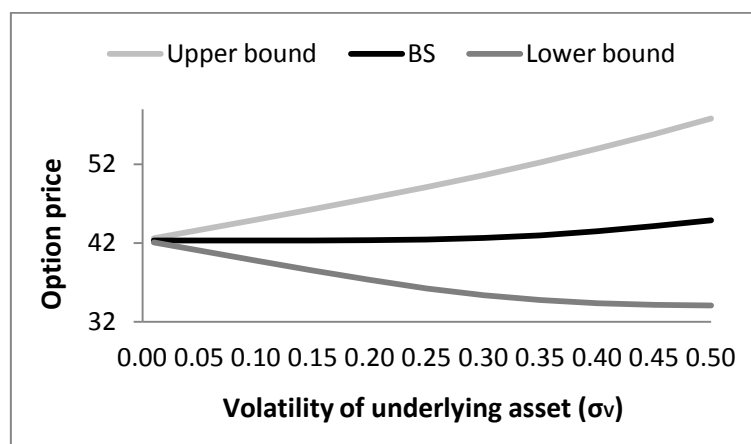 Upper bound BS Lower bound
Option price
52
42
32
0.00 0.05 0.10 0.15 0.20 0.25 0.30 0.35 0.40 0.45 0.50
Volatility of underlying asset (σv)